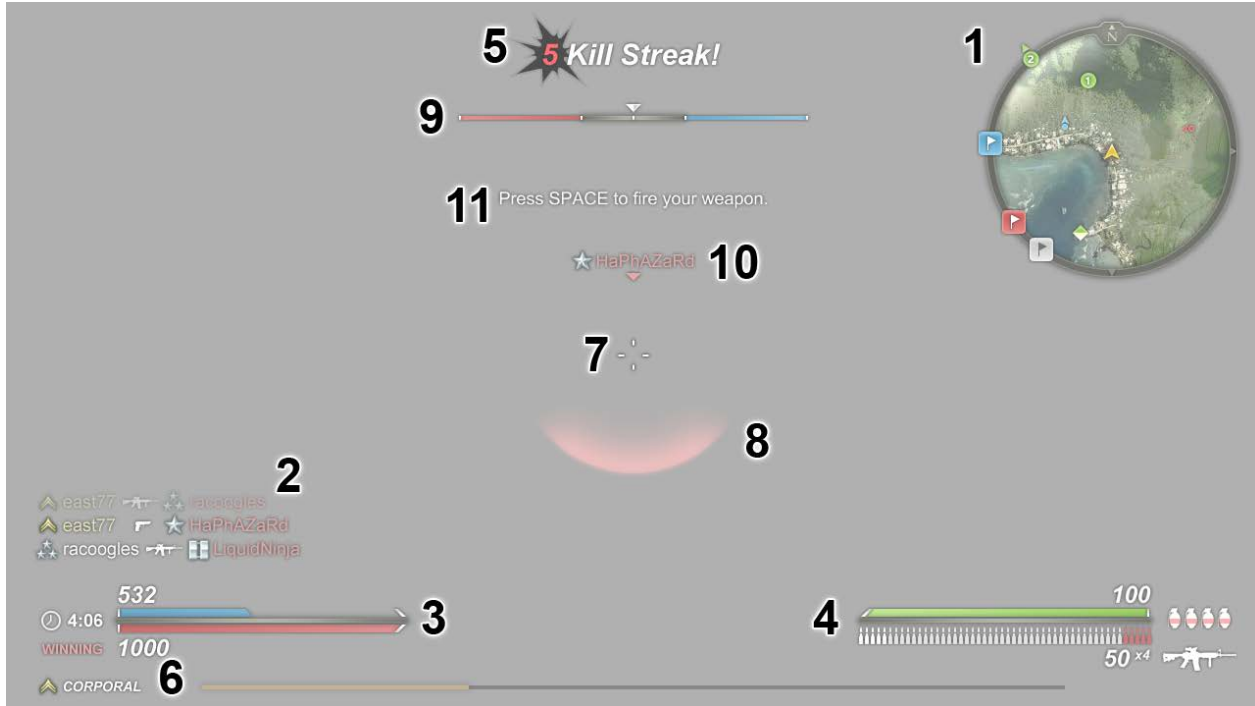 5 5 Kill Streak!
1
N
2
1
9
11 Press SPACE to fire your weapon.
HaPhAZaRd 10
7
8
2
east77 racoogles
east77 HaPhAZaRd
racoogles LiquidNinja
532
4:06
3
WINNING 1000
CORPORAL 6
100
4
50 x4